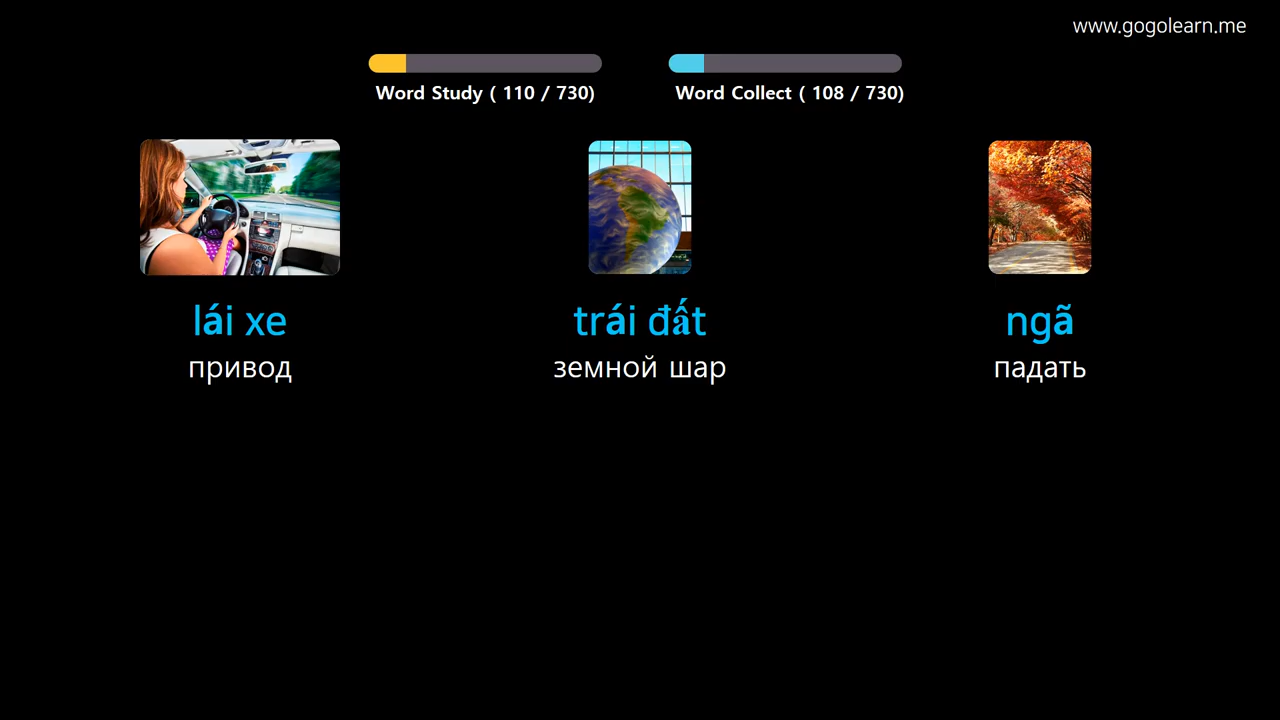 www.gogolearn.me
Word Study ( 110 / 730)
Word Collect ( 108 / 730)
lái xe
trái đất
ngã
привод
земной шар
падать